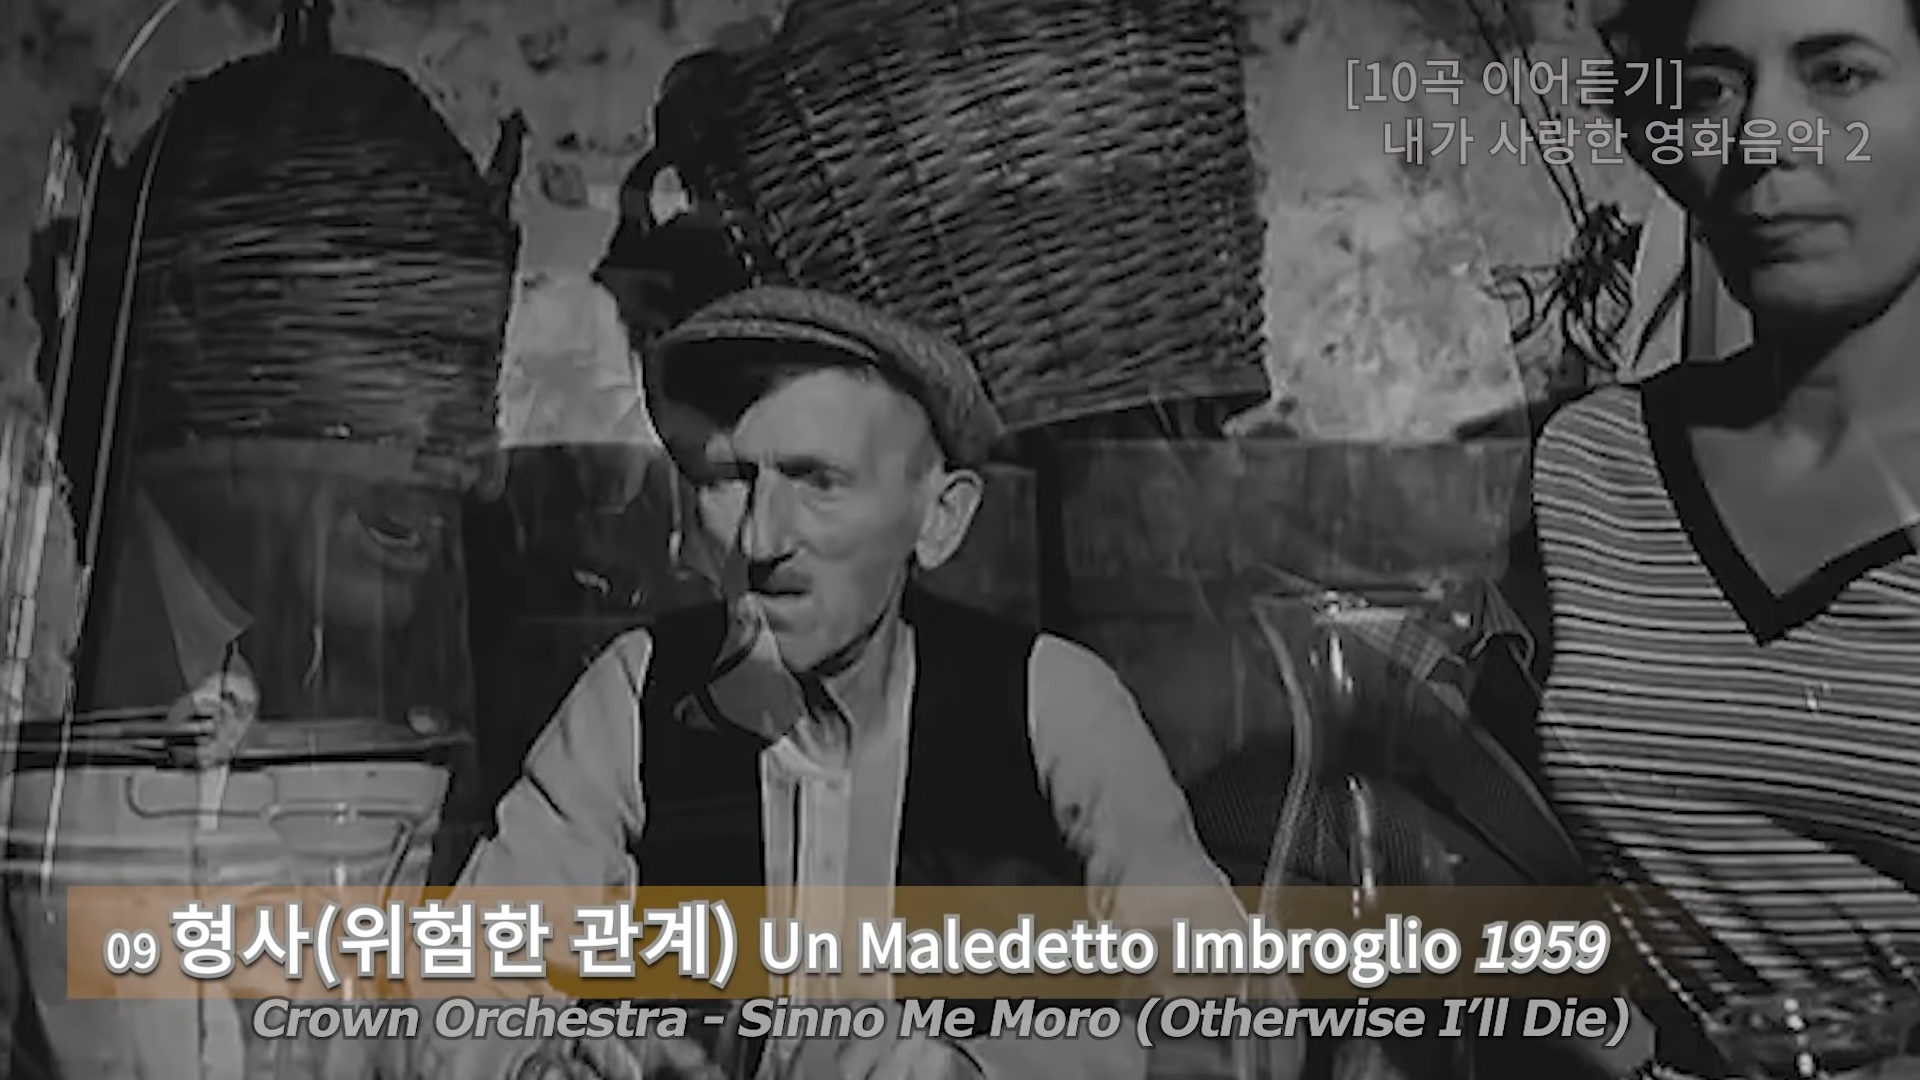 [10곡 이어듣기]
내가 사랑한 영화음악 2
09 형사(위험한 관계) Un Maledetto Imbroglio 1959
Crown Orchestra - Sinno Me Moro (Otherwise I'll Die)